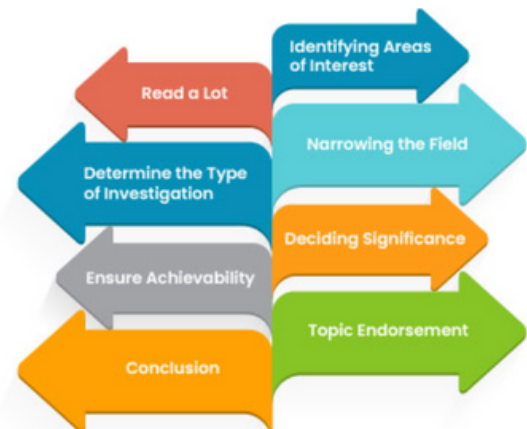 Identifying Areas
of Interest
Read a Lot
Narrowing the Field
Determine the Type
of Investigation
Deciding Significance
Ensure Achievability
Topic Endorsement
Conclusion